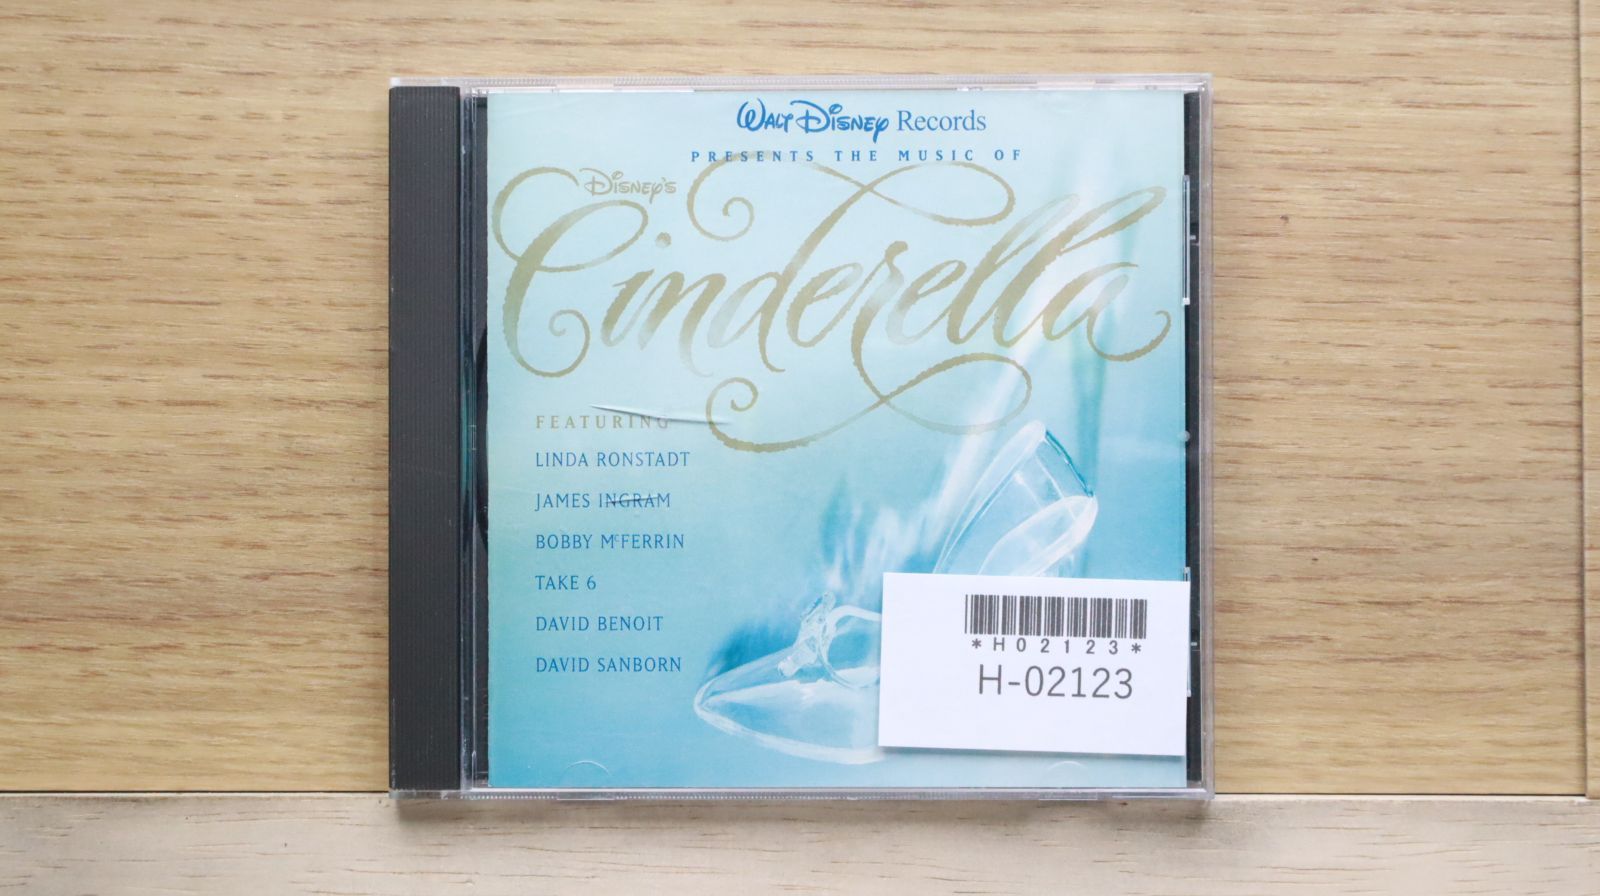 WALT DISNEY Records
PRESENTS THE MUSIC OF
DISNEY'S
Cinderella
FEATURING
LINDA RONSTADT
JAMES INGRAM
BOBBY McFERRIN
TAKE 6
DAVID BENOIT
DAVID SANBORN
*H02123*
H-02123